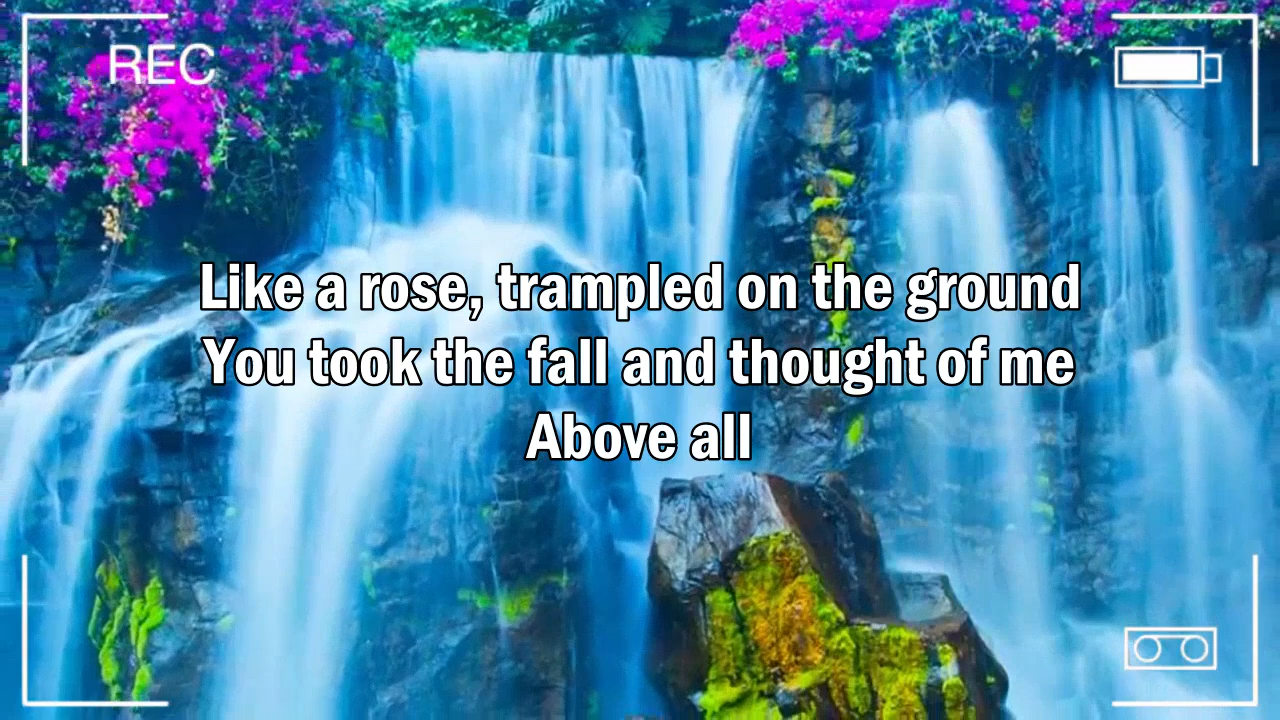 REC
Like a rose, trampled on the ground
You took the fall and thought of me
Above all